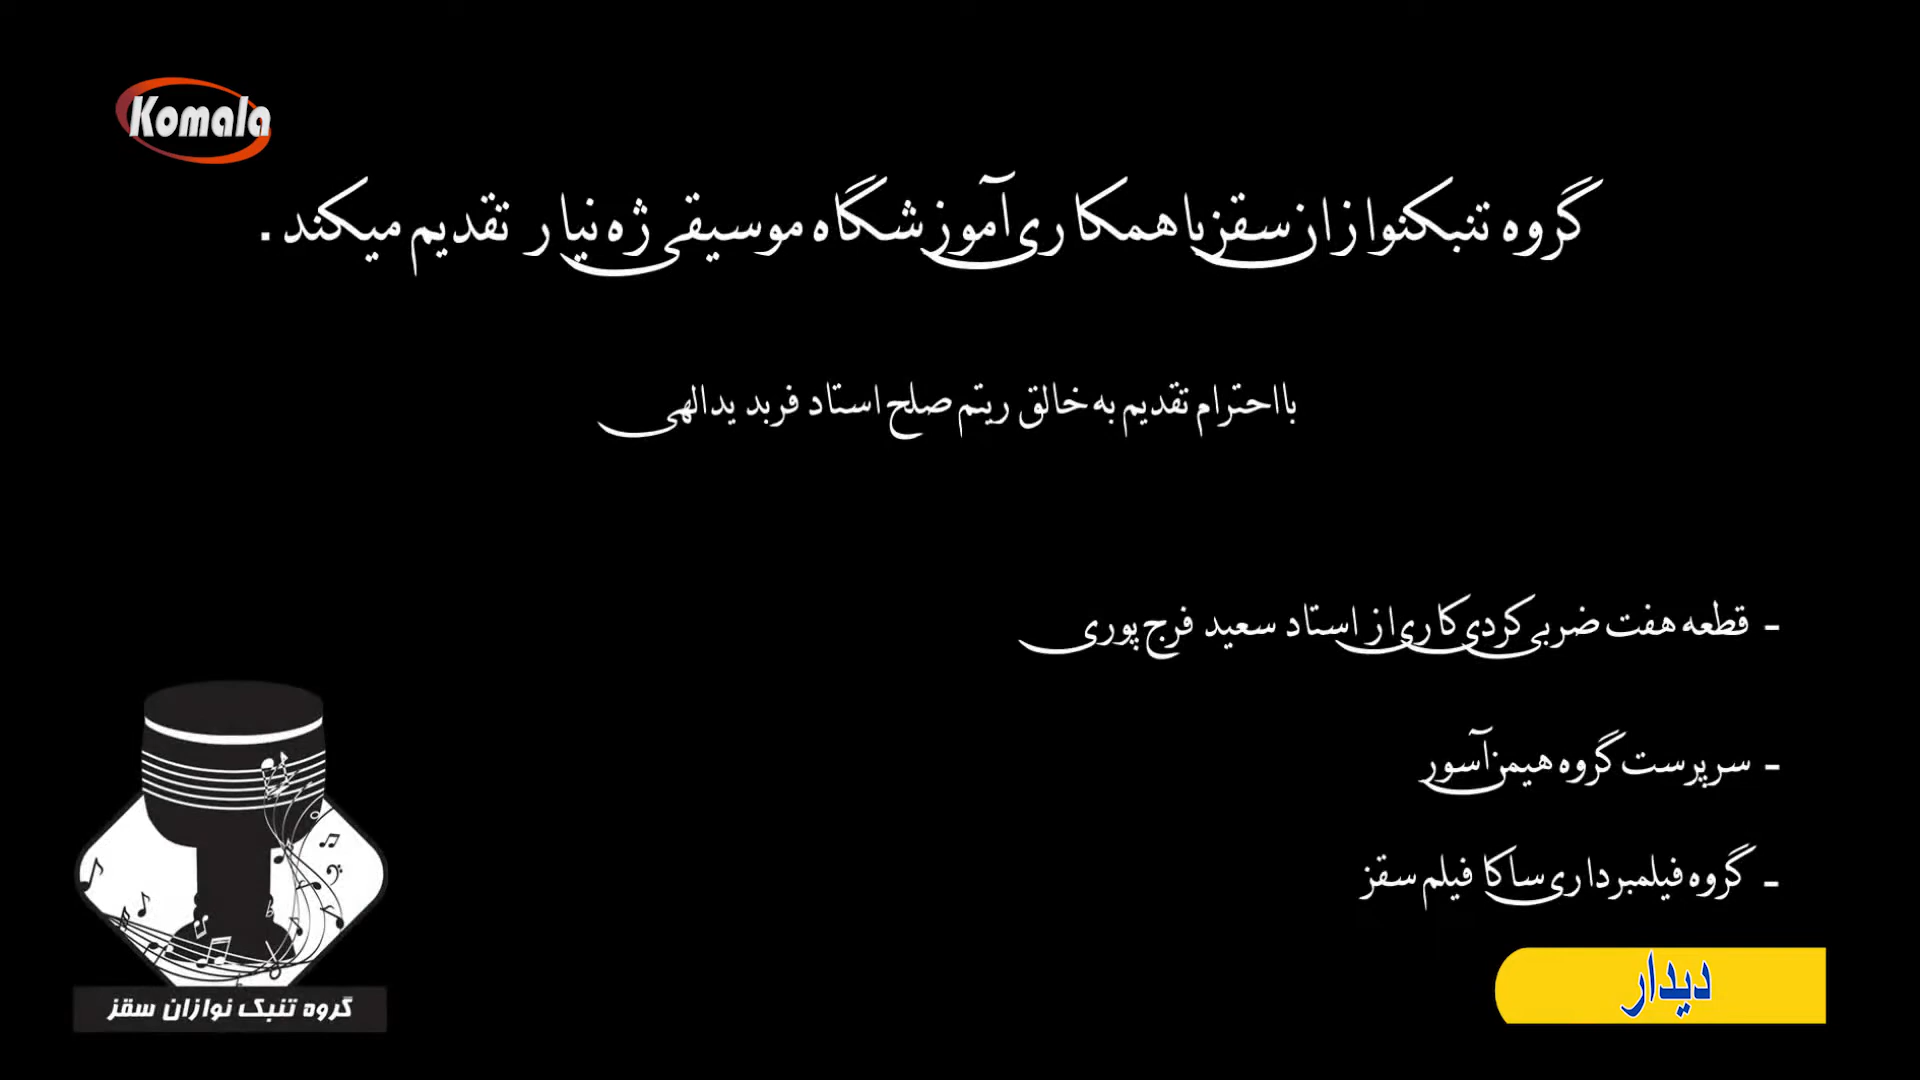 Komala
گروه تنبکنوازان سقز با همکاری آموزشگاه موسیقی ژه نیار تقدیم میکند .
با احترام تقدیم به خالق ریتم صلح استاد فربد یدالهی
- قطعه هفت ضربی کردی کاری از استاد سعید فرج پوری
- سرپرست گروه هیمن آسور
- گروه فیلمبرداری ساکا فیلم سقز
دیدار
گروه تنبک نوازان سقز